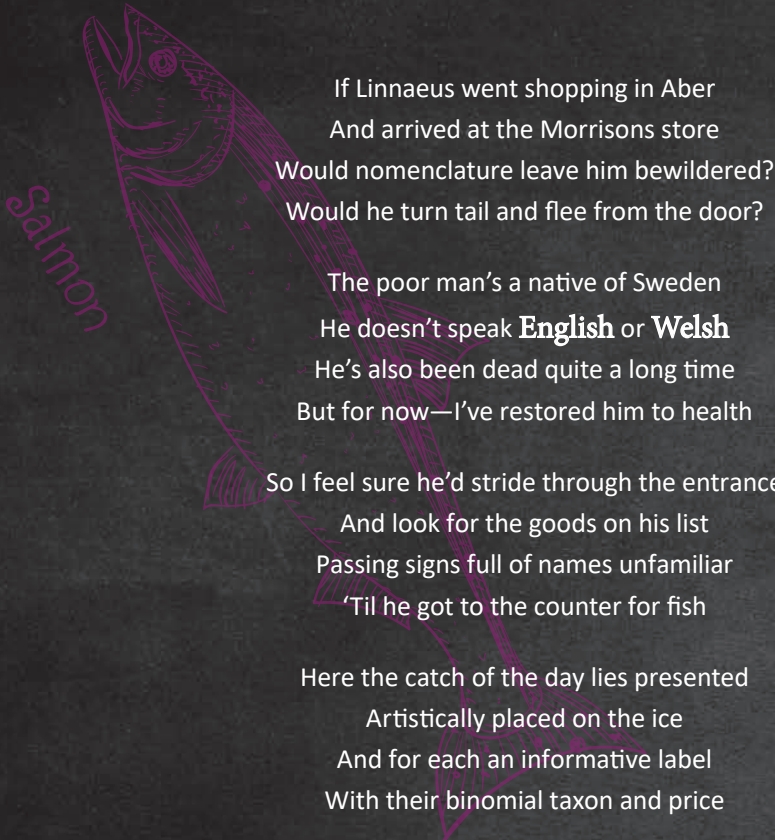 Salmon
If Linnaeus went shopping in Aber
And arrived at the Morrisons store
Would nomenclature leave him bewildered?
Would he turn tail and flee from the door?
The poor man’s a native of Sweden
He doesn’t speak English or Welsh
He’s also been dead quite a long time
But for now—I’ve restored him to health
So I feel sure he’d stride through the entrance
And look for the goods on his list
Passing signs full of names unfamiliar
‘Til he got to the counter for fish
Here the catch of the day lies presented
Artistically placed on the ice
And for each an informative label
With their binomial taxon and price